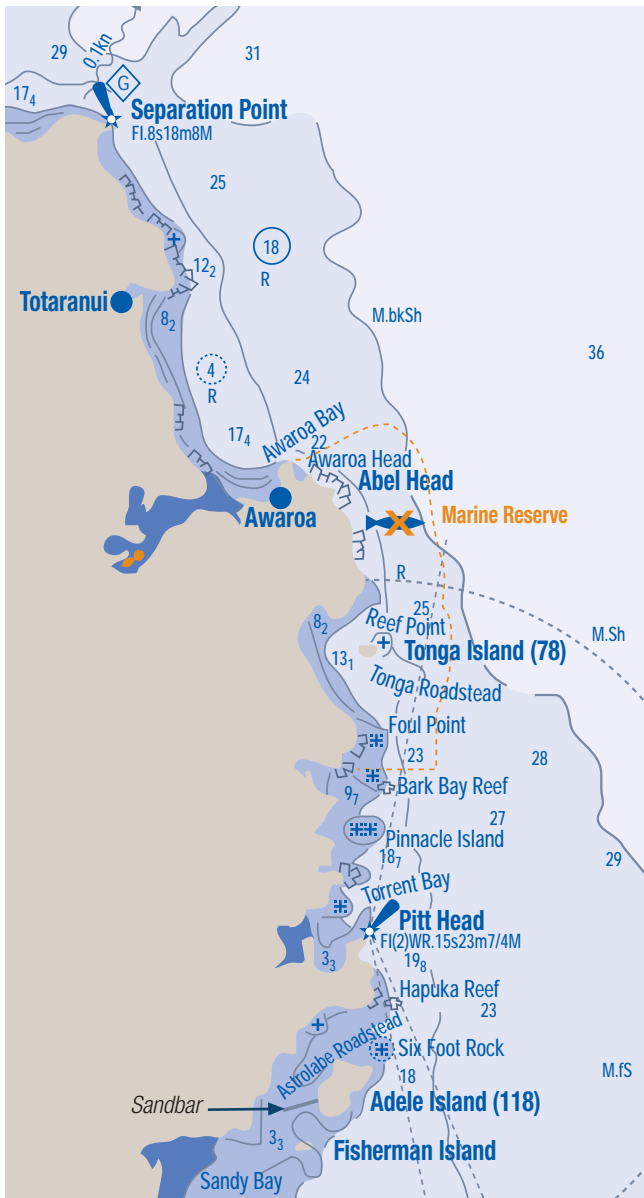 29
0.1kn
31
G
17₄
Separation Point
Fl.8s18m8M
25
18
R
12₂
Totaranui
8₂
M.bkSh
4
R
24
36
17₄
Awaroa Bay
22
Awaroa Head
Abel Head
Awaroa
Marine Reserve
R
25
8₂
Reef Point
M.Sh
13₁
Tonga Island (78)
Tonga Roadstead
Foul Point
23
28
9₇
Bark Bay Reef
27
Pinnacle Island
18₇
29
Torrent Bay
Pitt Head
Fl(2)WR.15s23m7/4M
3₃
19₈
Hapuka Reef
23
Astrolabe Roadstead
Six Foot Rock
18
M.fS
Sandbar
Adele Island (118)
3₃
Fisherman Island
Sandy Bay